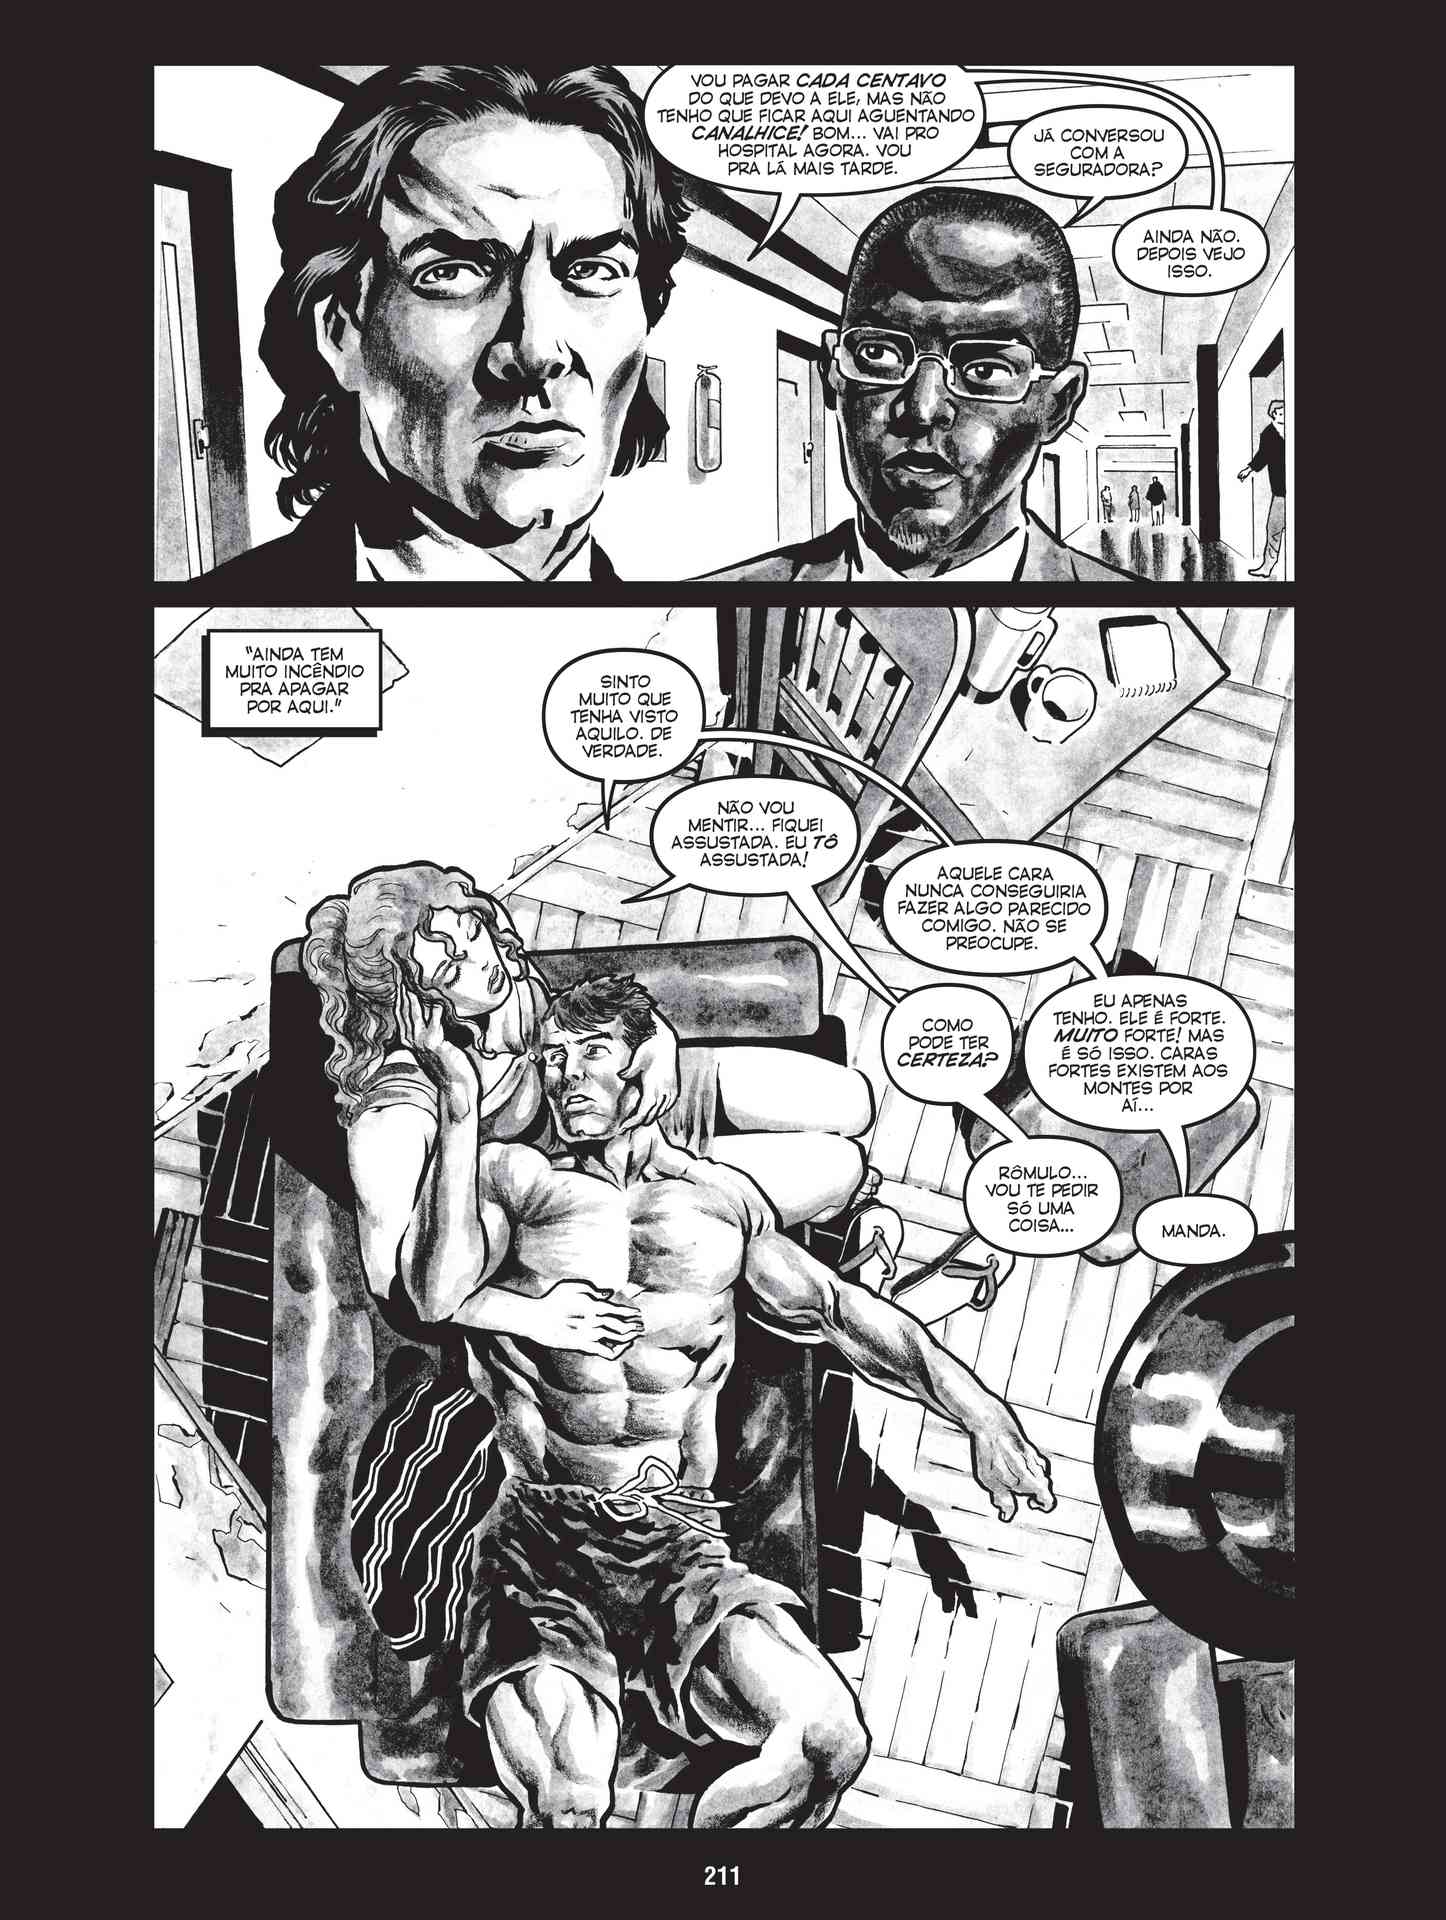 VOU PAGAR CADA CENTAVO
DO QUE DEVO A ELE, MAS NÃO
TENHO QUE FICAR AQUI AGUENTANDO
CANALHICE! BOM... VAI PRO
HOSPITAL AGORA. VOU
PRA LÁ MAIS TARDE.
JÁ CONVERSOU
COM A
SEGURADORA?
AINDA NÃO.
DEPOIS VEJO
ISSO.
"AINDA TEM
MUITO INCÊNDIO
PRA APAGAR
POR AQUI."
SINTO
MUITO QUE
TENHA VISTO
AQUILO. DE
VERDADE.
NÃO VOU
MENTIR... FIQUEI
ASSUSTADA. EU TÔ
ASSUSTADA!
AQUELE CARA
NUNCA CONSEGUIRIA
FAZER ALGO PARECIDO
COMIGO. NÃO SE
PREOCUPE.
COMO
PODE TER
CERTEZA?
EU APENAS
TENHO. ELE É FORTE.
MUITO FORTE! MAS
É SÓ ISSO. CARAS
FORTES EXISTEM AOS
MONTES POR
AÍ...
RÔMULO...
VOU TE PEDIR
SÓ UMA
COISA...
MANDA.
211